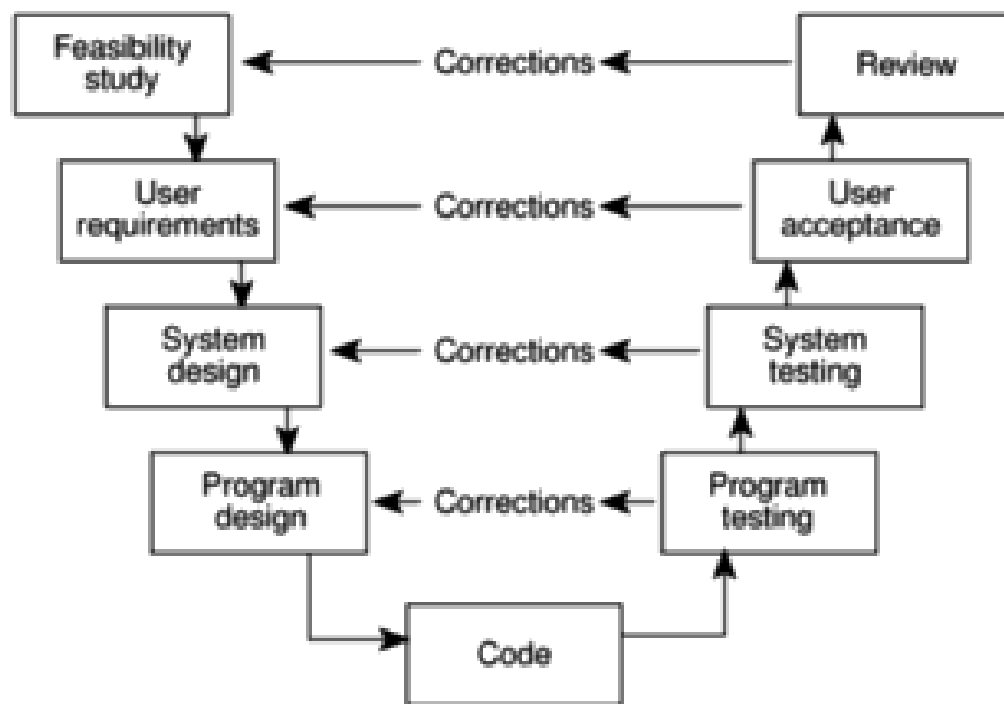 Feasibility
study
Corrections
Review
User
requirements
Corrections
User
acceptance
System
design
Corrections
System
testing
Program
design
Corrections
Program
testing
Code